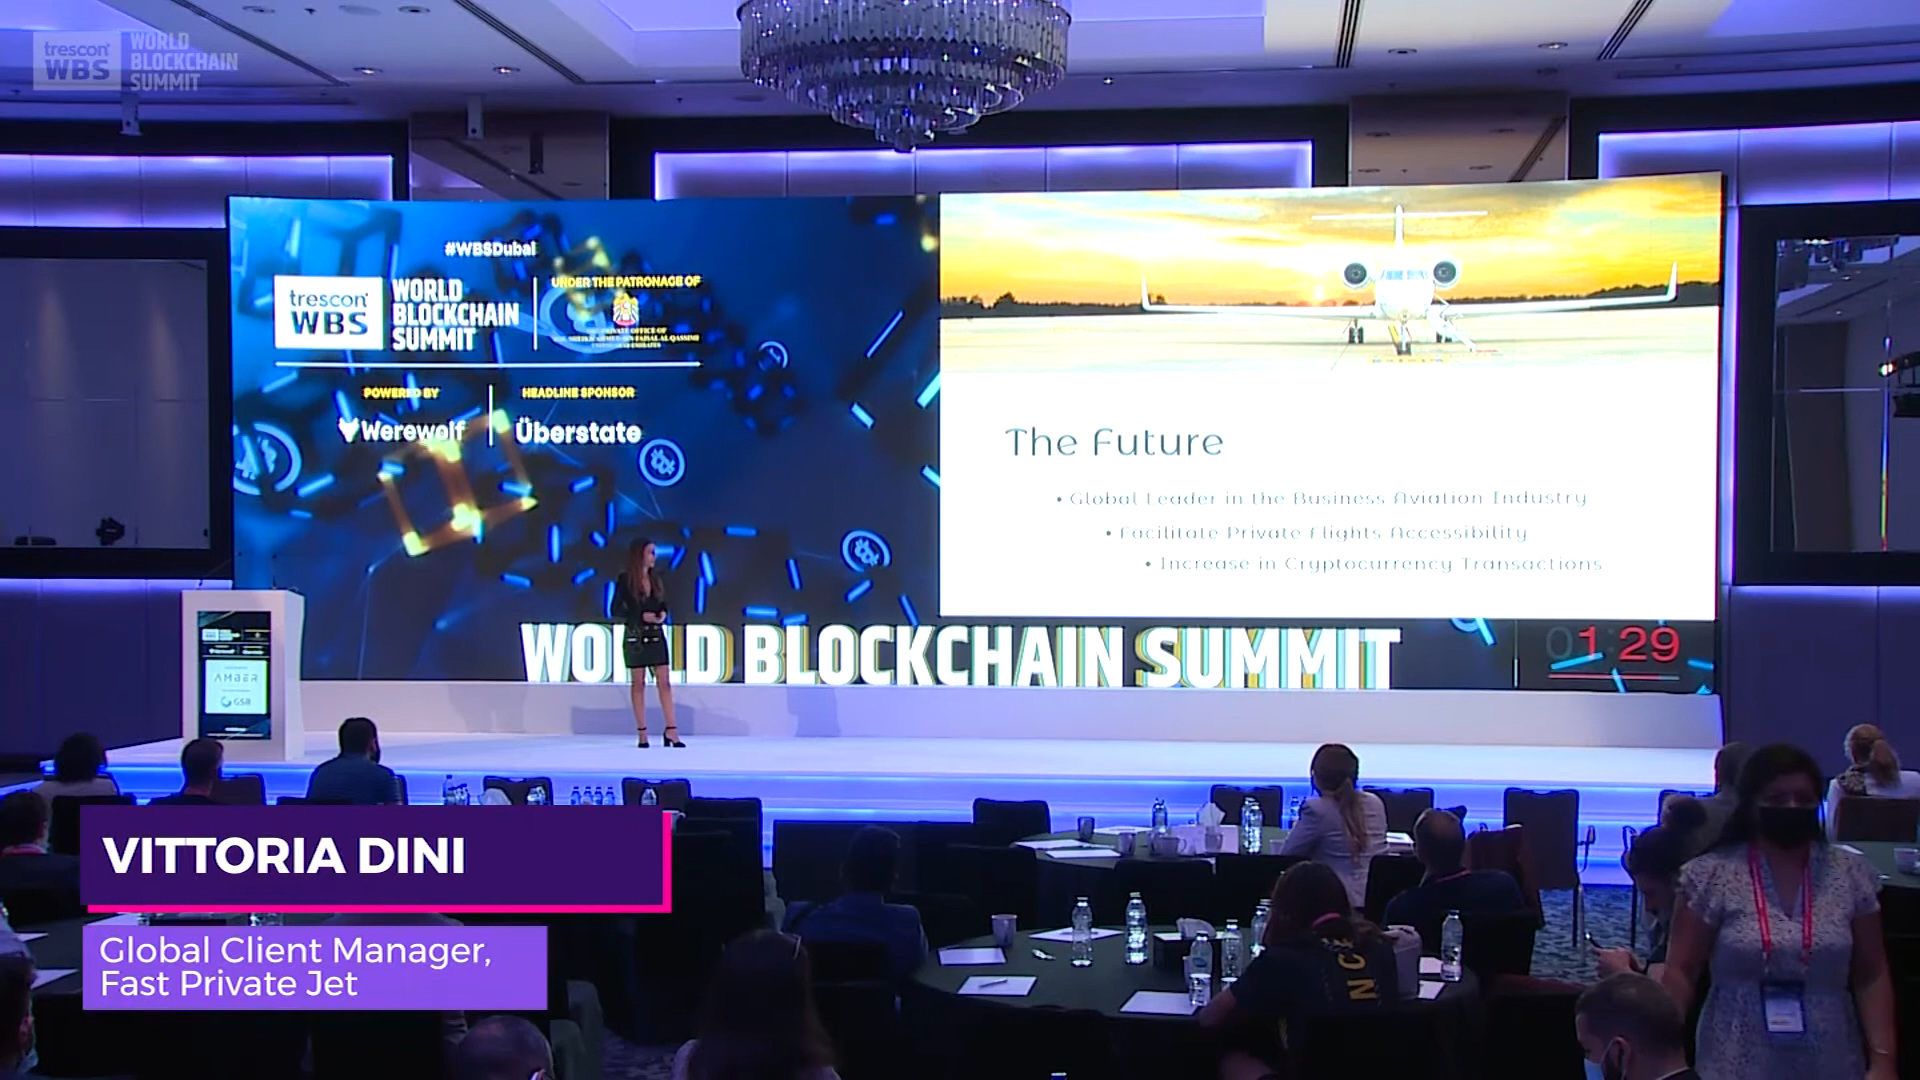 trescon
WBS
WORLD
BLOCKCHAIN
SUMMIT
#WBSDubai
trescon
WBS
WORLD
BLOCKCHAIN
SUMMIT
UNDER THE PATRONAGE OF
POWERED BY
HEADLINE SPONSOR
Werewolf
Überstate
The Future
• Global Leader in the Business Aviation Industry
• Facilitate Private Flights Accessibility
• Increase in Cryptocurrency Transactions
WORLD BLOCKCHAIN SUMMIT
01:29
AMBER
GSR
VITTORIA DINI
Global Client Manager,
Fast Private Jet